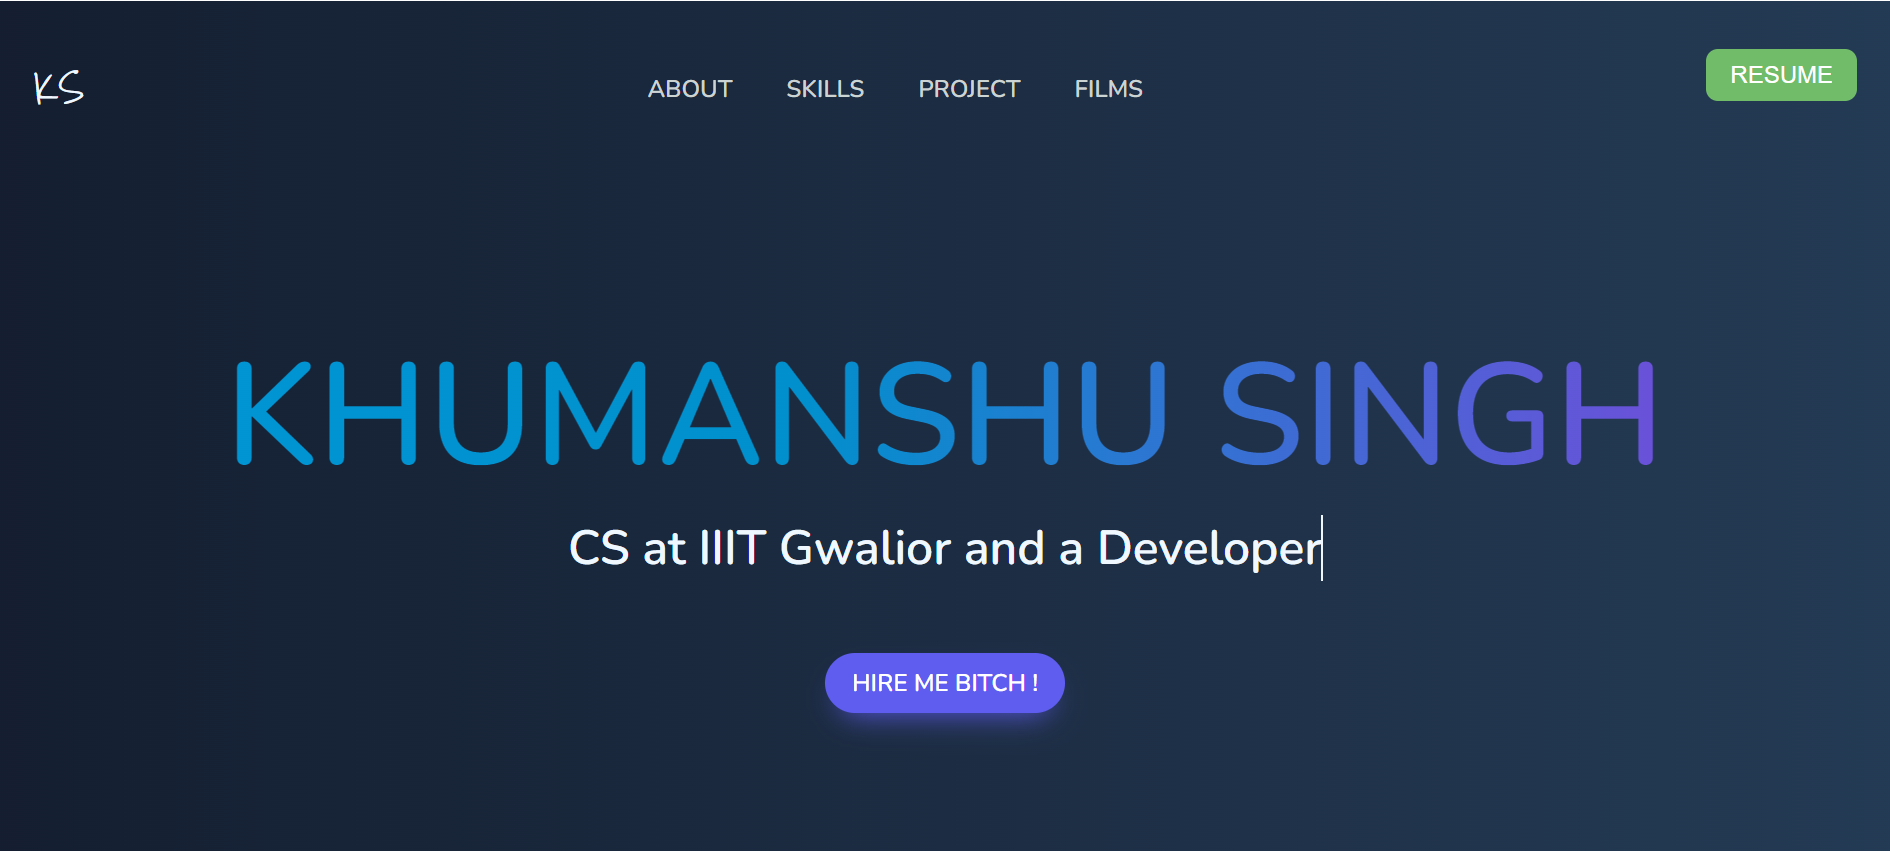 KS
ABOUT SKILLS PROJECT FILMS
RESUME
KHUMANSHU SINGH
CS at IIIT Gwalior and a Developer
HIRE ME BITCH !